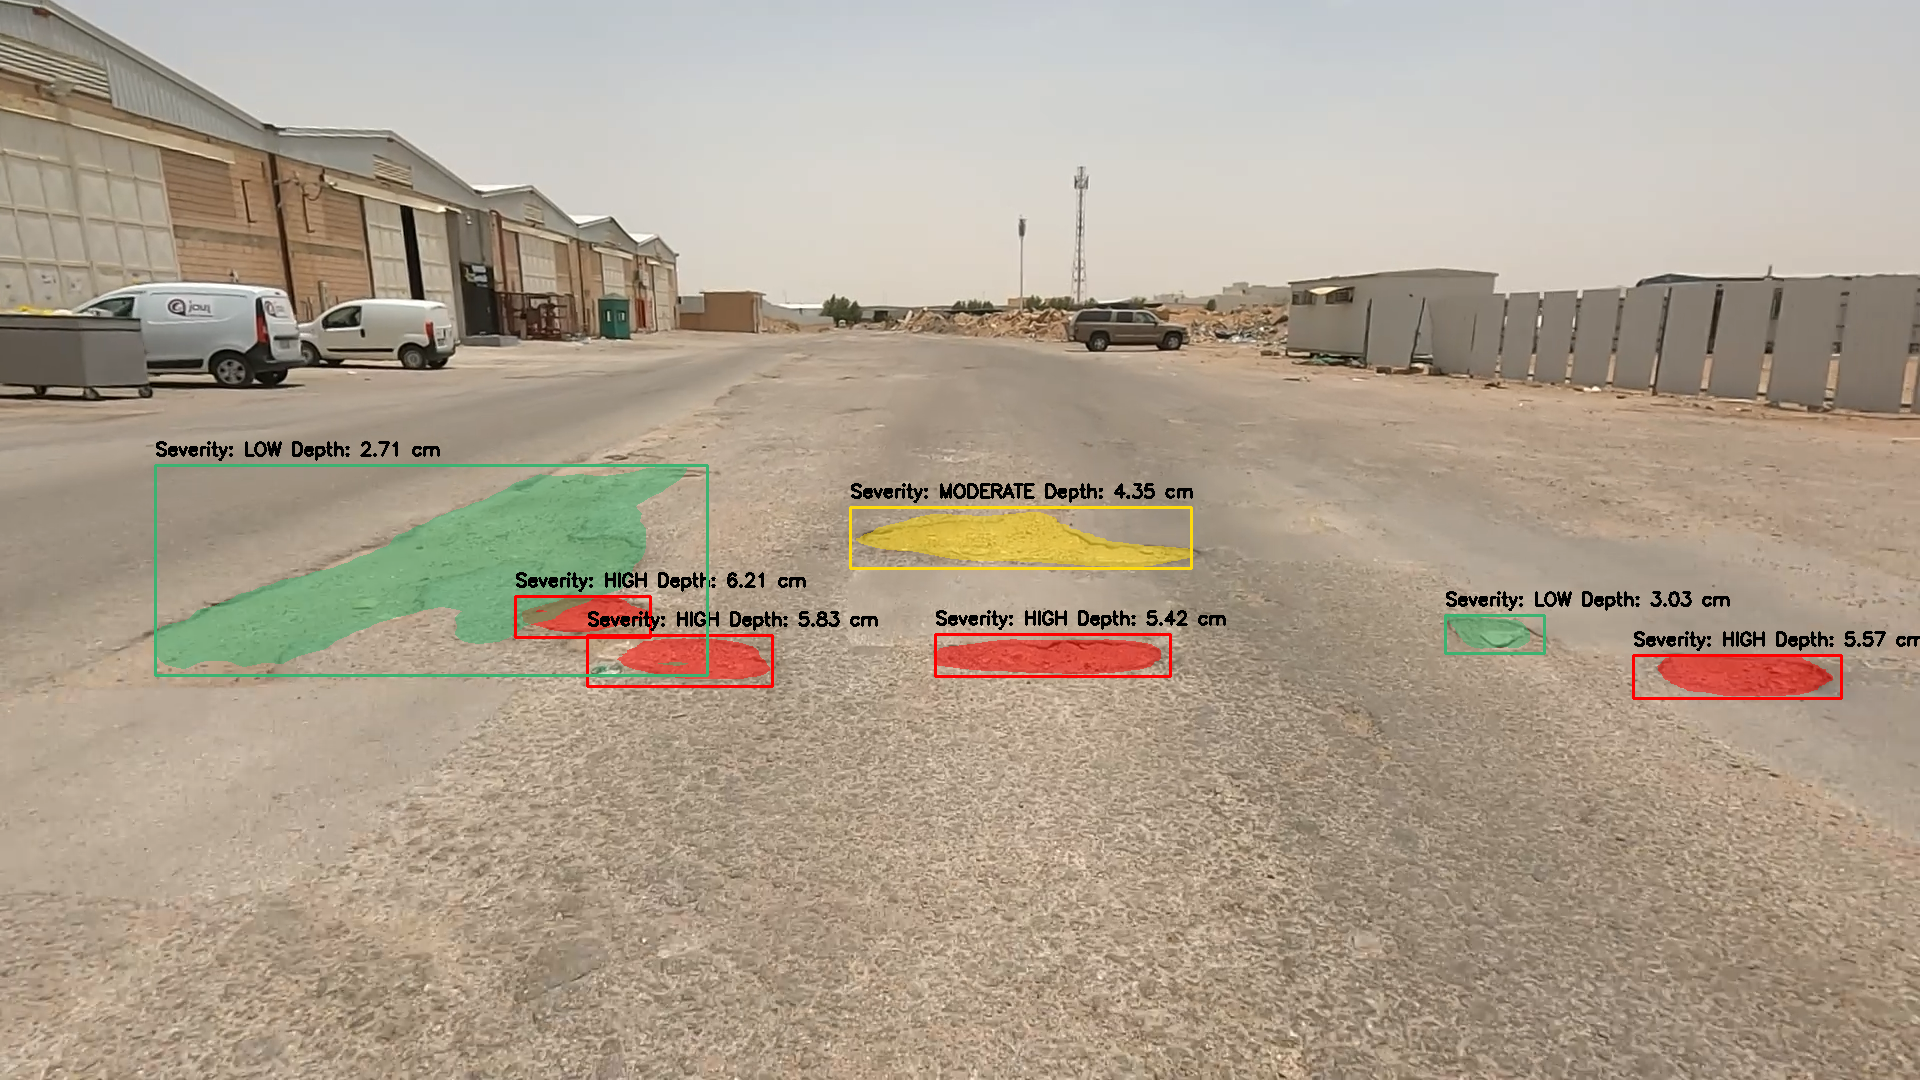 Severity: LOW Depth: 2.71 cm
Severity: MODERATE Depth: 4.35 cm
Severity: HIGH Depth: 6.21 cm
Severity: HIGH Depth: 5.83 cm
Severity: HIGH Depth: 5.42 cm
Severity: LOW Depth: 3.03 cm
Severity: HIGH Depth: 5.57 cm